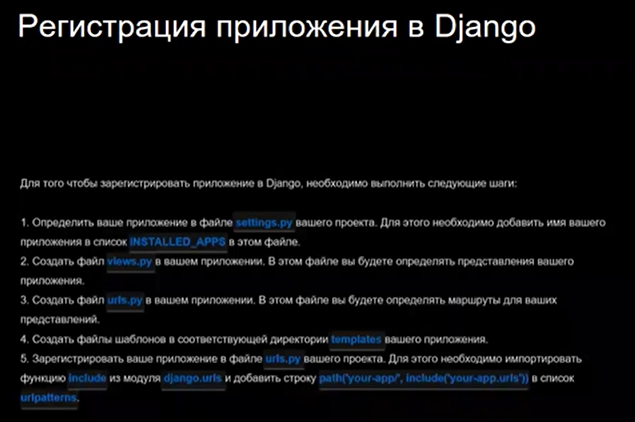 Регистрация приложения в Django
Для того чтобы зарегистрировать приложение в Django, необходимо выполнить следующие шаги:
1. Определить ваше приложение в файле settings.py вашего проекта. Для этого необходимо добавить имя вашего
приложения в список INSTALLED_APPS в этом файле.
2. Создать файл views.py в вашем приложении. В этом файле вы будете определять представления вашего
приложения.
3. Создать файл urls.py в вашем приложении. В этом файле вы будете определять маршруты для ваших
представлений.
4. Создать файлы шаблонов в соответствующей директории templates вашего приложения.
5. Зарегистрировать ваше приложение в файле urls.py вашего проекта. Для этого необходимо импортировать
функцию include из модуля django.urls и добавить строку path('your-app/', include('your-app.urls')) в список
urlpatterns.